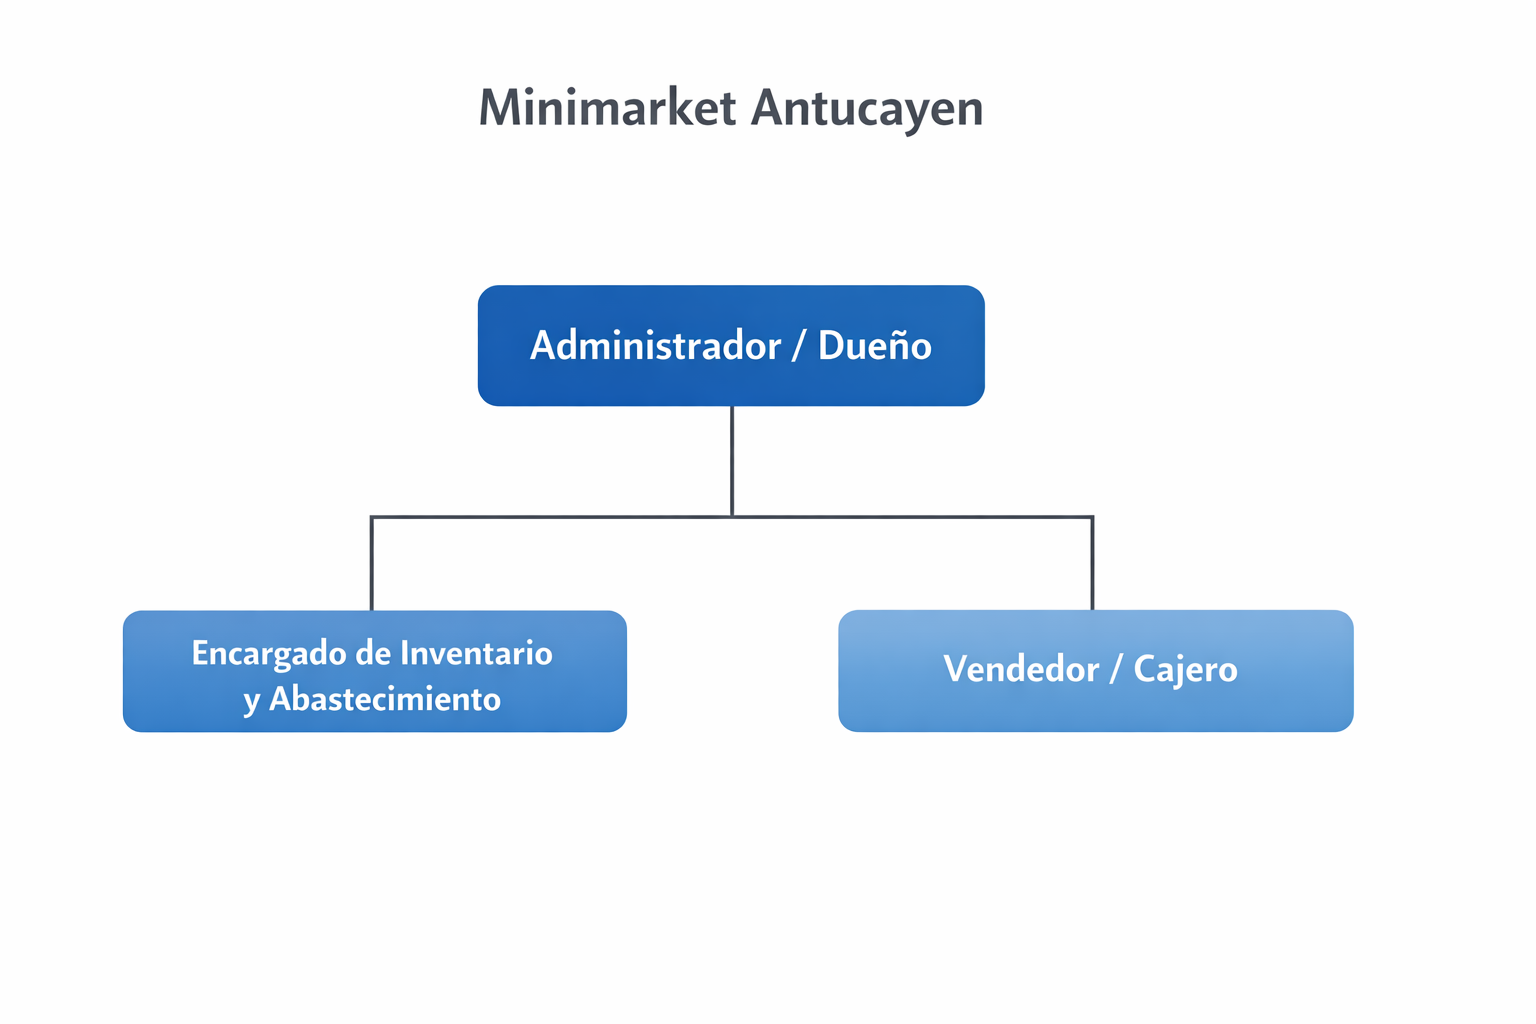 Minimarket Antucayen
Administrador / Dueño
Encargado de Inventario
y Abastecimiento
Vendedor / Cajero